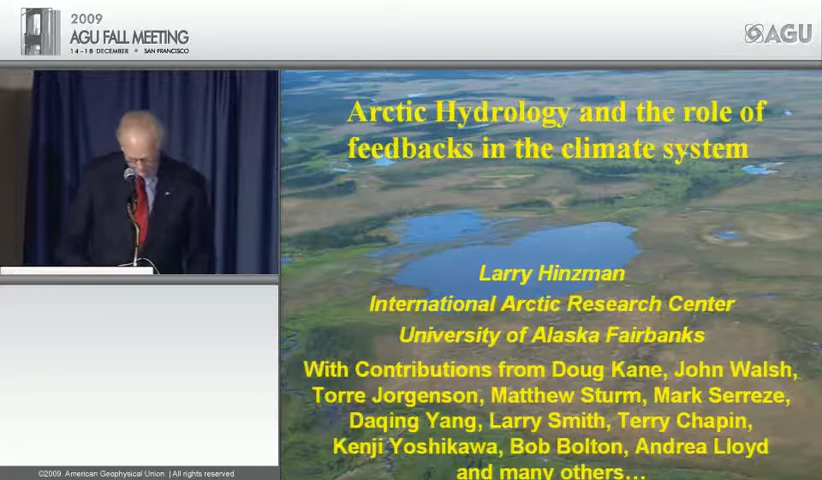 2009
AGU FALL MEETING
14-18 DECEMBER • SAN FRANCISCO
AGU
Arctic Hydrology and the role of
feedbacks in the climate system
Larry Hinzman
International Arctic Research Center
University of Alaska Fairbanks
With Contributions from Doug Kane, John Walsh,
Torre Jorgenson, Matthew Sturm, Mark Serreze,
Daqing Yang, Larry Smith, Terry Chapin,
Kenji Yoshikawa, Bob Bolton, Andrea Lloyd
and many others…
©2009. American Geophysical Union. | All rights reserved.